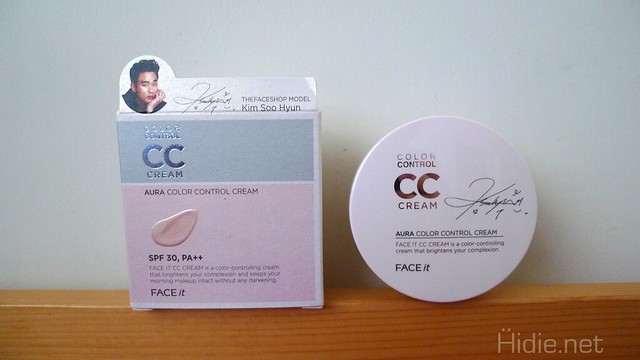 THEFACESHOP MODEL
Kim Soo Hyun
COLOR
CONTROL
CC
CREAM
AURA COLOR CONTROL CREAM
SPF 30, PA++
FACE IT CC CREAM is a color-controlling cream
that brightens your complexion and keeps your
morning makeup intact without any darkening.
FACE it
COLOR
CONTROL
CC
CREAM
AURA COLOR CONTROL CREAM
FACE IT CC CREAM is a color-controlling
cream that brightens your complexion.
FACE it
Hidie.net